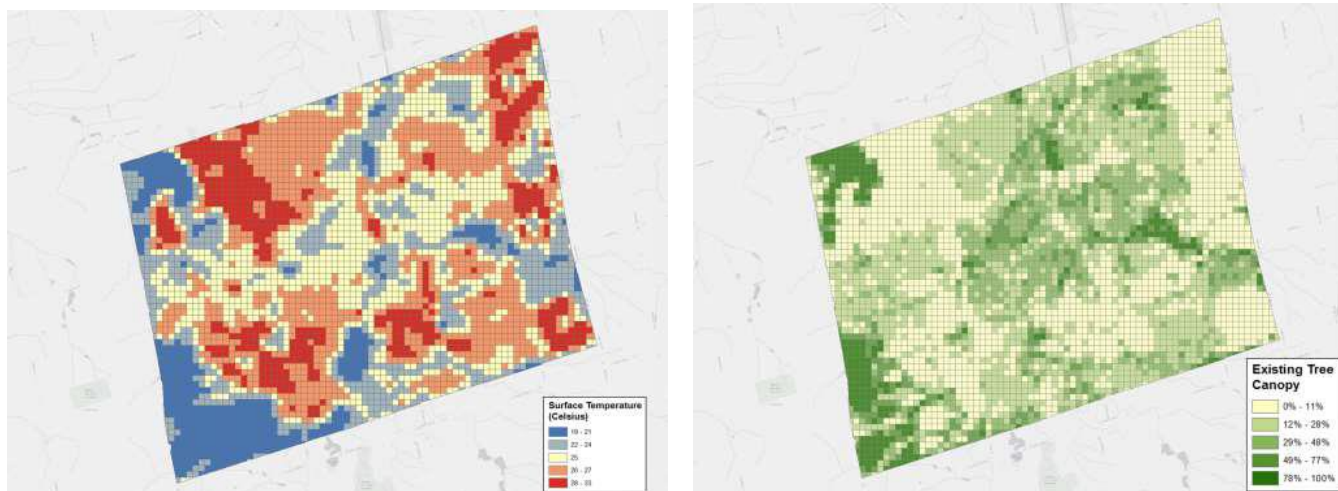 Surface Temperature
(Celsius)
19 - 21
22 - 24
25
26 - 27
28 - 33
Existing Tree
Canopy
0% - 11%
12% - 28%
29% - 48%
49% - 77%
78% - 100%